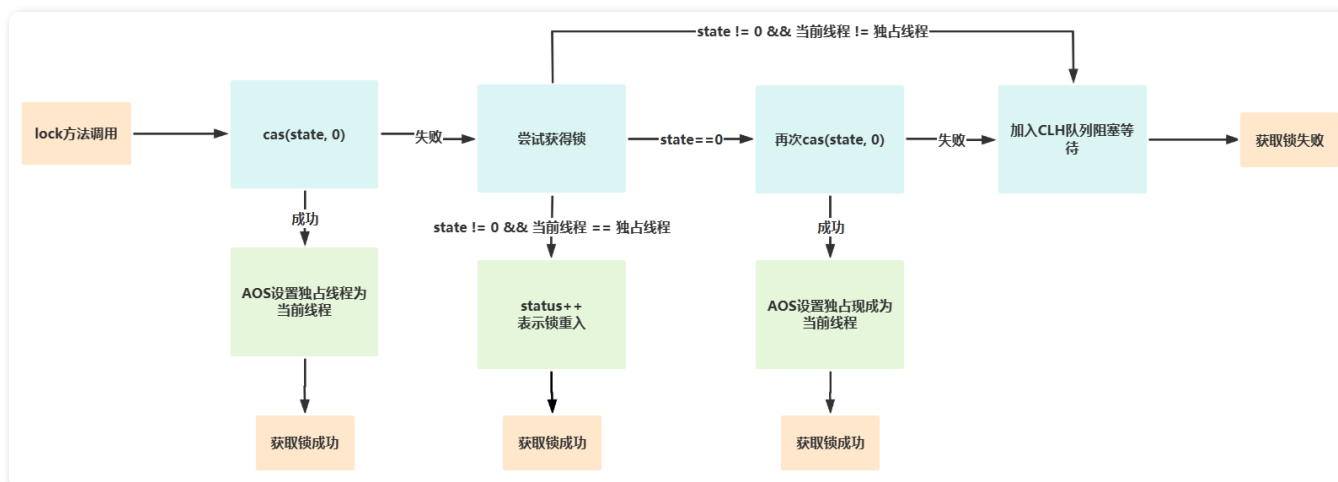 state != 0 && 当前线程 != 独占线程
lock方法调用
cas(state, 0)
失败
尝试获得锁
state==0
再次cas(state, 0)
失败
加入CLH队列阻塞等
待
获取锁失败
成功
state != 0 && 当前线程 == 独占线程
成功
AOS设置独占线程为
当前线程
status++
表示锁重入
AOS设置独占现成为
当前线程
获取锁成功
获取锁成功
获取锁成功